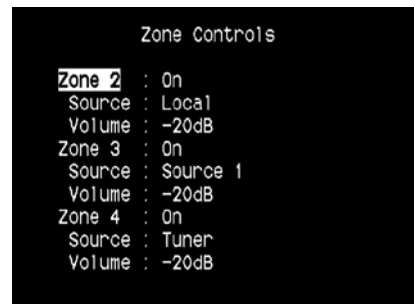 Zone Controls
Zone 2 : On
Source : Local
Volume : -20dB
Zone 3 : On
Source : Source 1
Volume : -20dB
Zone 4 : On
Source : Tuner
Volume : -20dB